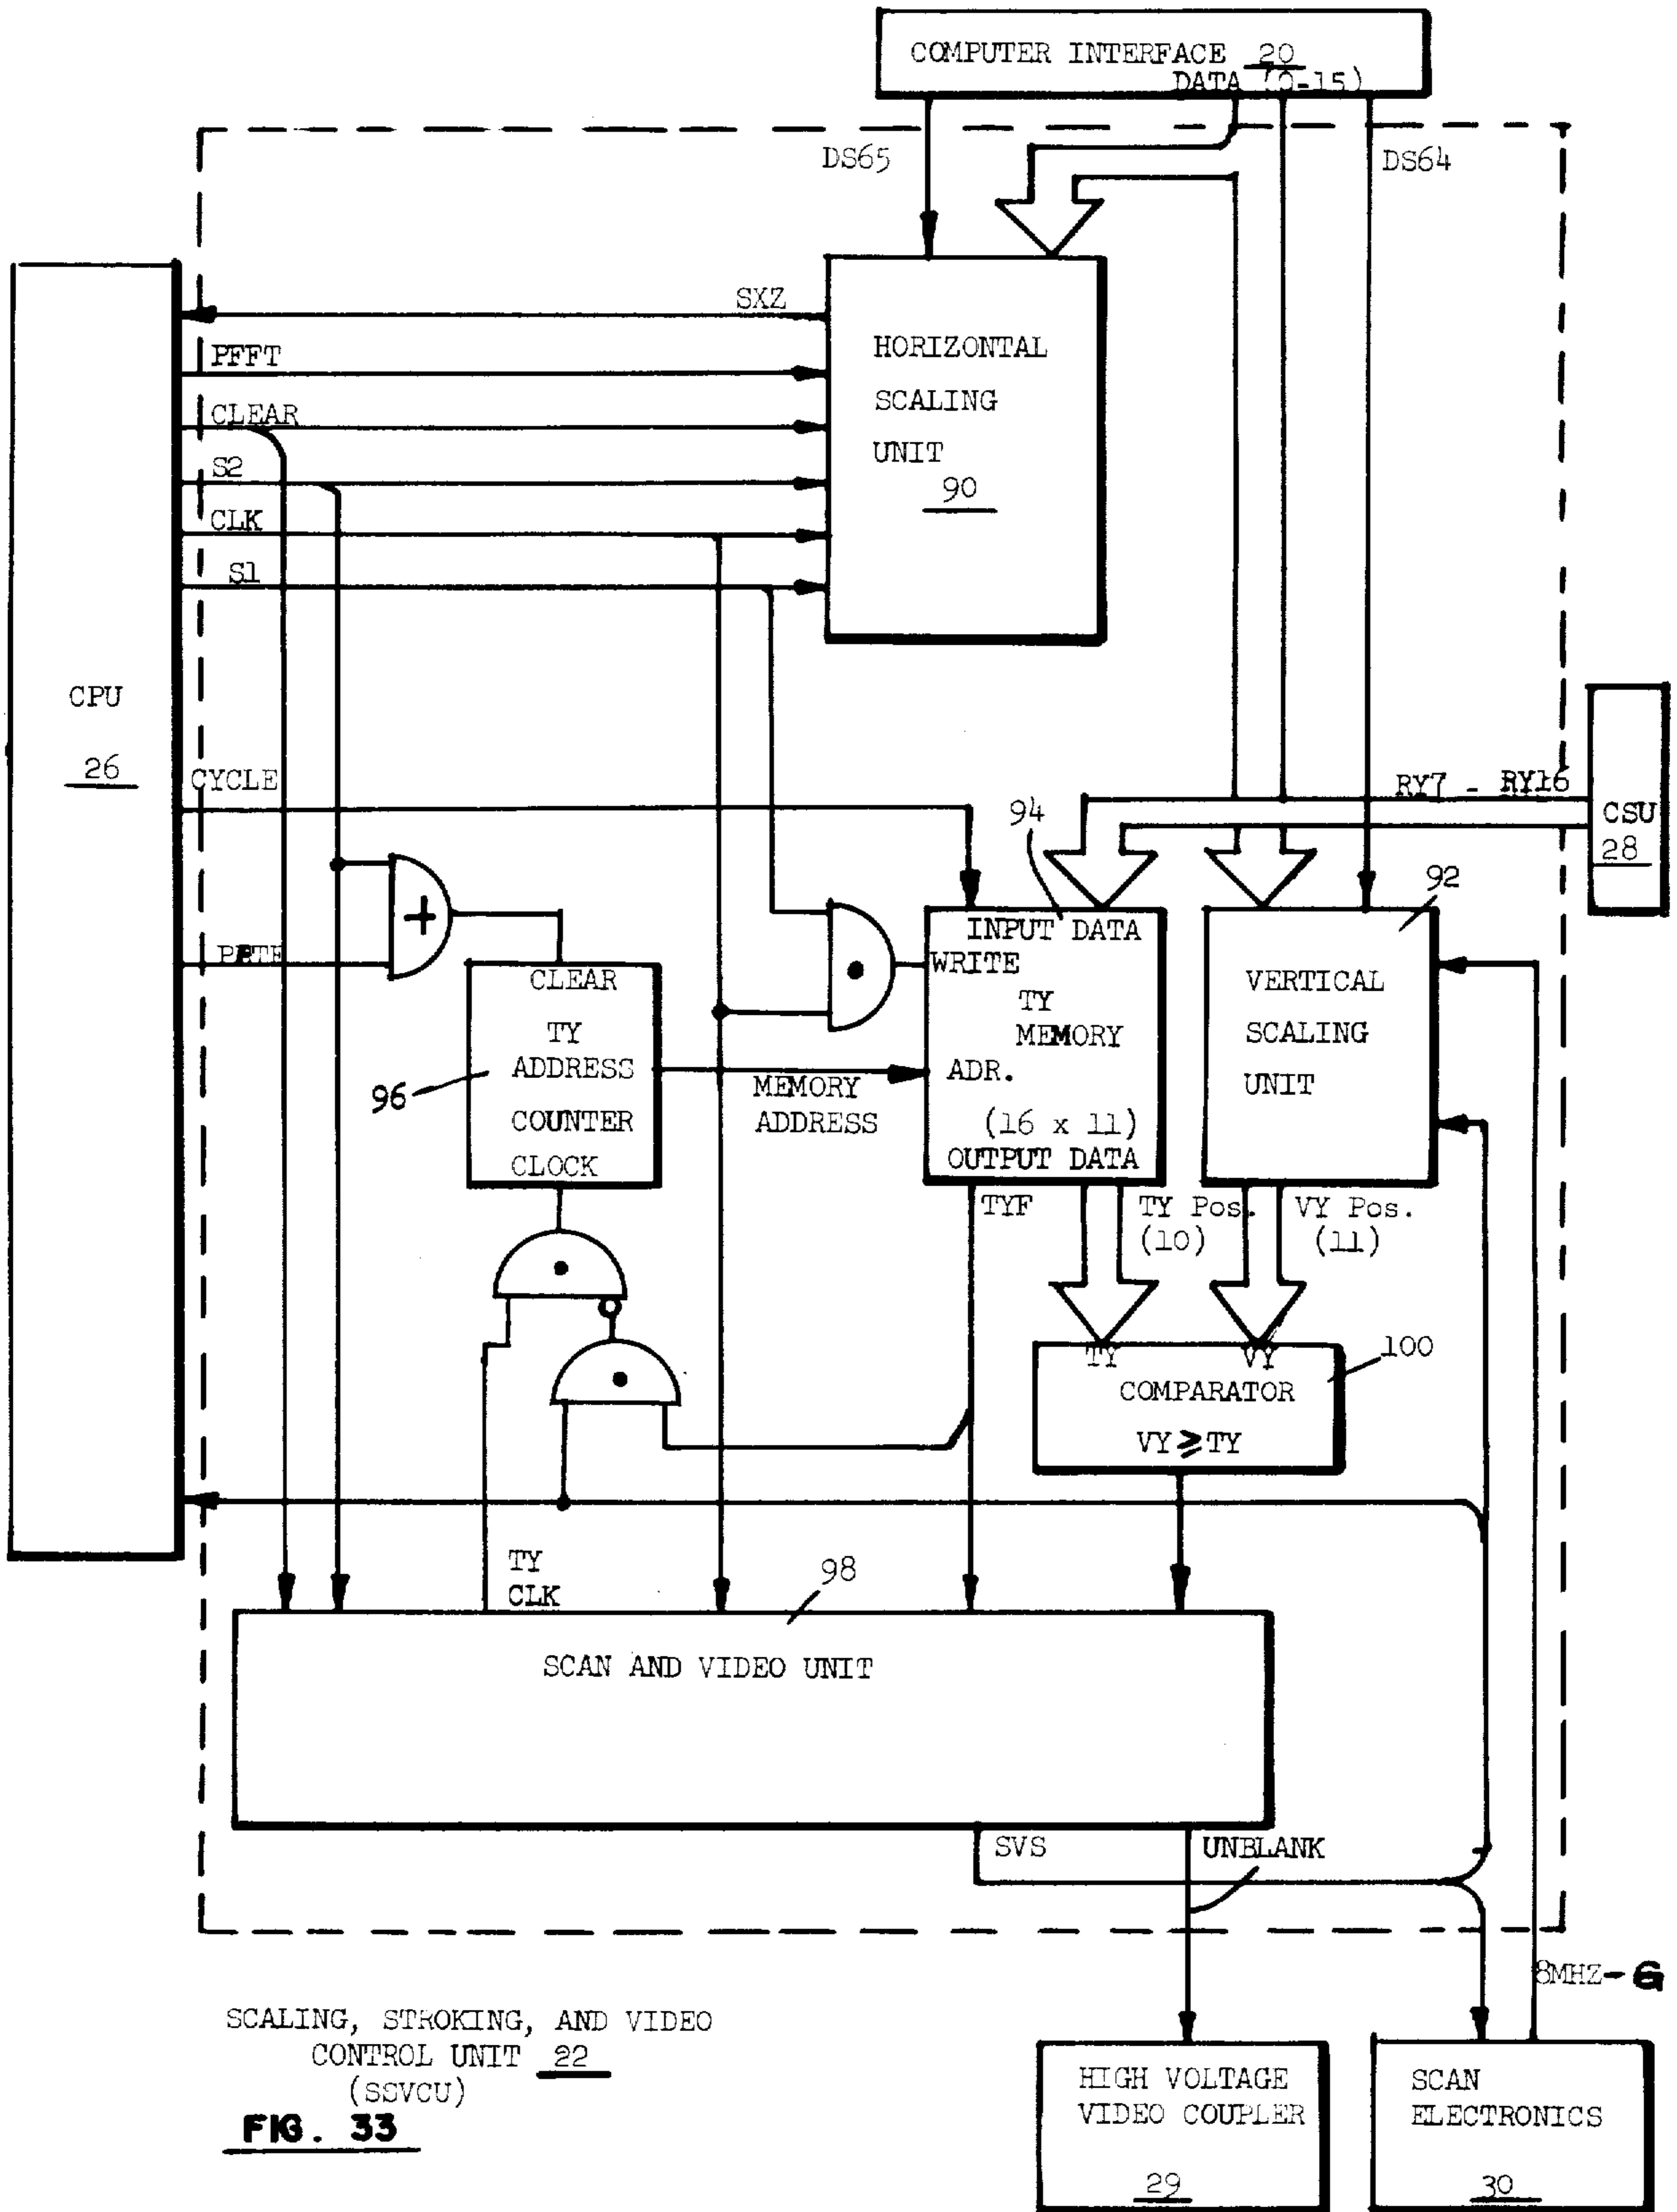 COMPUTER INTERFACE 20
DATA (0-15)
DS65
DS64
SXZ
PFFT
CLEAR
S2
CLK
S1
HORIZONTAL
SCALING
UNIT
90
CPU
26
CYCLE
RY7 - RY16
CSU
28
94
92
+
INPUT DATA
WRITE
TY
MEMORY
ADR.
(16 x 11)
OUTPUT DATA
CLEAR
TY
ADDRESS
COUNTER
CLOCK
96
MEMORY
ADDRESS
VERTICAL
SCALING
UNIT
TYF
TY Pos.
(10)
VY Pos.
(11)
TY VY
COMPARATOR
VY ≥ TY
100
TY
CLK
98
SCAN AND VIDEO UNIT
SVS
UNBLANK
8MHZ-G
SCALING, STROKING, AND VIDEO
CONTROL UNIT 22
(SSVCU)
FIG. 33
HIGH VOLTAGE
VIDEO COUPLER
29
SCAN
ELECTRONICS
30